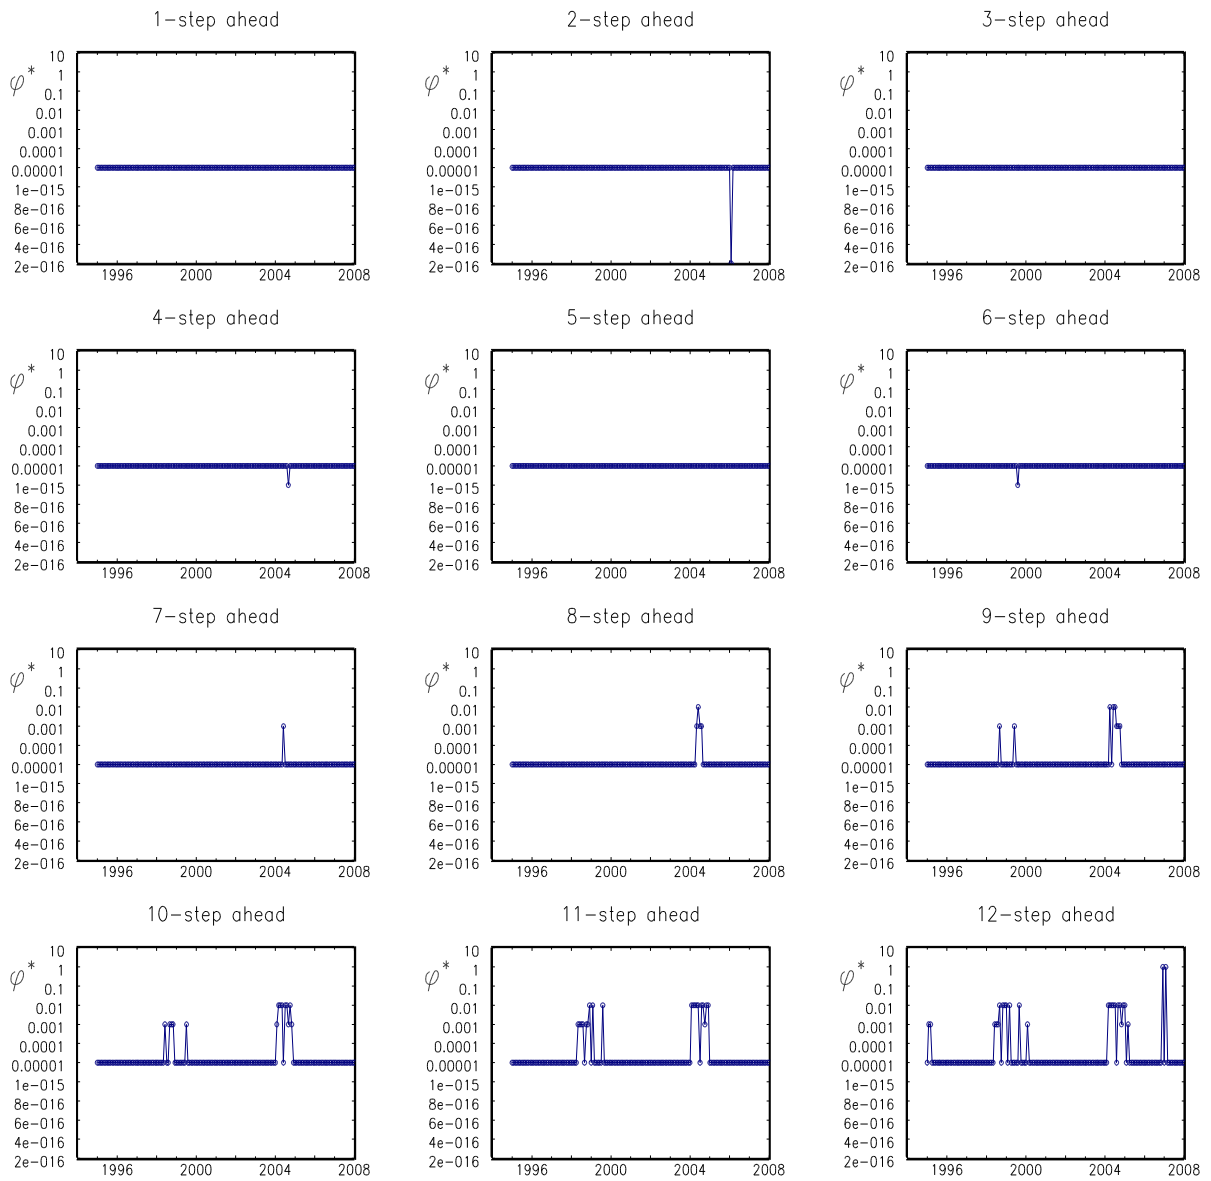 1-step ahead
2-step ahead
3-step ahead
φ*
10
1
0.1
0.01
0.001
0.0001
0.00001
1e-015
8e-016
6e-016
4e-016
2e-016
1996 2000 2004 2008
φ*
10
1
0.1
0.01
0.001
0.0001
0.00001
1e-015
8e-016
6e-016
4e-016
2e-016
1996 2000 2004 2008
φ*
10
1
0.1
0.01
0.001
0.0001
0.00001
1e-015
8e-016
6e-016
4e-016
2e-016
1996 2000 2004 2008
4-step ahead
5-step ahead
6-step ahead
φ*
10
1
0.1
0.01
0.001
0.0001
0.00001
1e-015
8e-016
6e-016
4e-016
2e-016
1996 2000 2004 2008
φ*
10
1
0.1
0.01
0.001
0.0001
0.00001
1e-015
8e-016
6e-016
4e-016
2e-016
1996 2000 2004 2008
φ*
10
1
0.1
0.01
0.001
0.0001
0.00001
1e-015
8e-016
6e-016
4e-016
2e-016
1996 2000 2004 2008
7-step ahead
8-step ahead
9-step ahead
φ*
10
1
0.1
0.01
0.001
0.0001
0.00001
1e-015
8e-016
6e-016
4e-016
2e-016
1996 2000 2004 2008
φ*
10
1
0.1
0.01
0.001
0.0001
0.00001
1e-015
8e-016
6e-016
4e-016
2e-016
1996 2000 2004 2008
φ*
10
1
0.1
0.01
0.001
0.0001
0.00001
1e-015
8e-016
6e-016
4e-016
2e-016
1996 2000 2004 2008
10-step ahead
11-step ahead
12-step ahead
φ*
10
1
0.1
0.01
0.001
0.0001
0.00001
1e-015
8e-016
6e-016
4e-016
2e-016
1996 2000 2004 2008
φ*
10
1
0.1
0.01
0.001
0.0001
0.00001
1e-015
8e-016
6e-016
4e-016
2e-016
1996 2000 2004 2008
φ*
10
1
0.1
0.01
0.001
0.0001
0.00001
1e-015
8e-016
6e-016
4e-016
2e-016
1996 2000 2004 2008